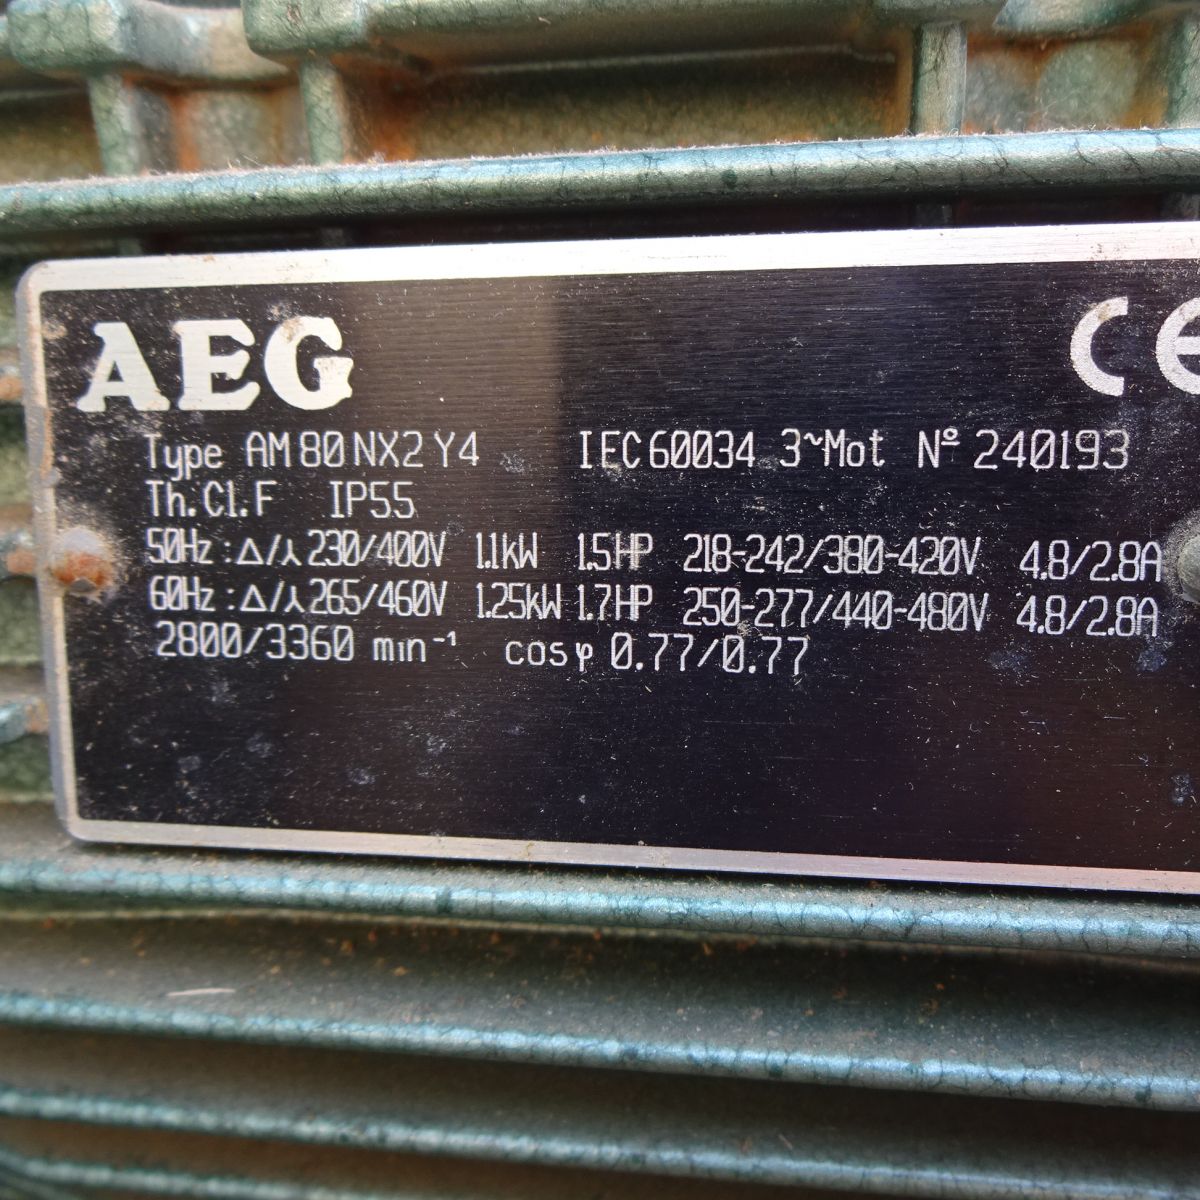 AEG CE
Type AM 80 NX2 Y4 IEC 60034 3~Mot Nº 240193
Th.Cl.F IP55
50Hz :Δ/⅄ 230/400V 1.1kW 1.5HP 218-242/380-420V 4.8/2.8A
60Hz :Δ/⅄ 265/460V 1.25kW 1.7HP 250-277/440-480V 4.8/2.8A
2800/3360 min⁻¹ cosφ 0.77/0.77